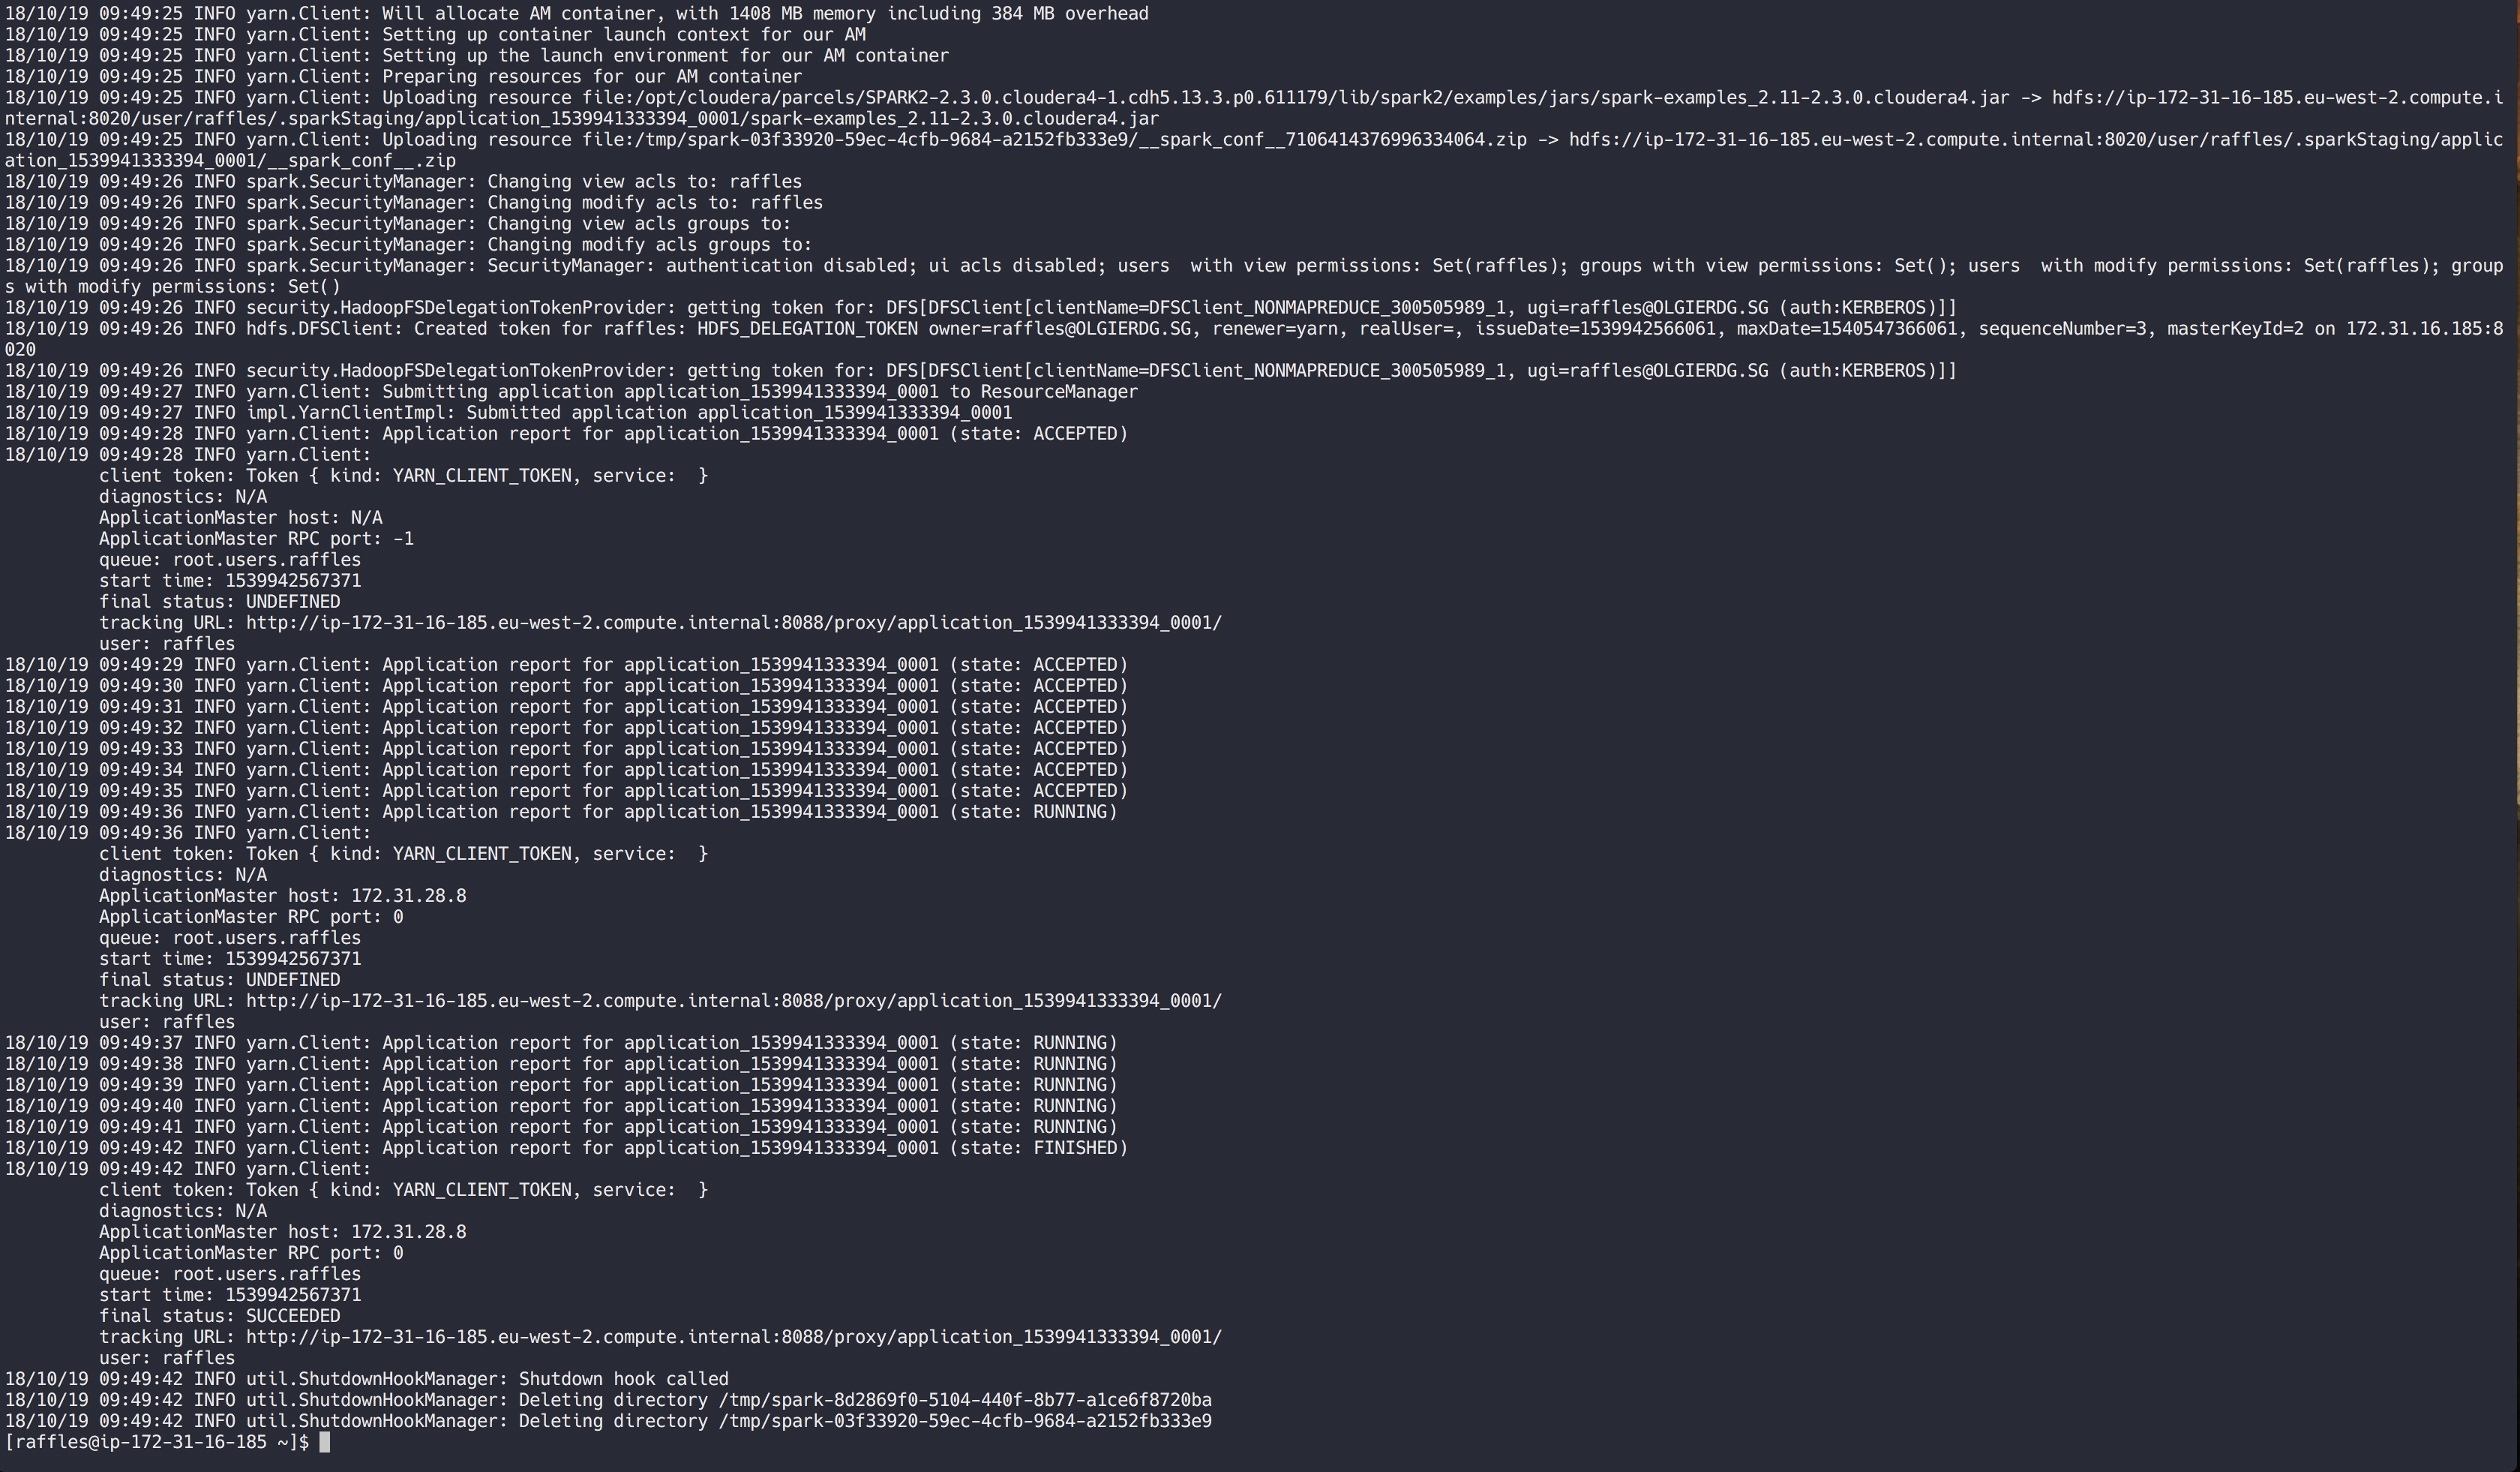 18/10/19 09:49:25 INFO yarn.Client: Will allocate AM container, with 1408 MB memory including 384 MB overhead
18/10/19 09:49:25 INFO yarn.Client: Setting up container launch context for our AM
18/10/19 09:49:25 INFO yarn.Client: Setting up the launch environment for our AM container
18/10/19 09:49:25 INFO yarn.Client: Preparing resources for our AM container
18/10/19 09:49:25 INFO yarn.Client: Uploading resource file:/opt/cloudera/parcels/SPARK2-2.3.0.cloudera4-1.cdh5.13.3.p0.611179/lib/spark2/examples/jars/spark-examples_2.11-2.3.0.cloudera4.jar -> hdfs://ip-172-31-16-185.eu-west-2.compute.i
nternal:8020/user/raffles/.sparkStaging/application_1539941333394_0001/spark-examples_2.11-2.3.0.cloudera4.jar
18/10/19 09:49:25 INFO yarn.Client: Uploading resource file:/tmp/spark-03f33920-59ec-4cfb-9684-a2152fb333e9/__spark_conf__7106414376996334064.zip -> hdfs://ip-172-31-16-185.eu-west-2.compute.internal:8020/user/raffles/.sparkStaging/applic
ation_1539941333394_0001/__spark_conf__.zip
18/10/19 09:49:26 INFO spark.SecurityManager: Changing view acls to: raffles
18/10/19 09:49:26 INFO spark.SecurityManager: Changing modify acls to: raffles
18/10/19 09:49:26 INFO spark.SecurityManager: Changing view acls groups to:
18/10/19 09:49:26 INFO spark.SecurityManager: Changing modify acls groups to:
18/10/19 09:49:26 INFO spark.SecurityManager: SecurityManager: authentication disabled; ui acls disabled; users  with view permissions: Set(raffles); groups with view permissions: Set(); users  with modify permissions: Set(raffles); group
s with modify permissions: Set()
18/10/19 09:49:26 INFO security.HadoopFSDelegationTokenProvider: getting token for: DFS[DFSClient[clientName=DFSClient_NONMAPREDUCE_300505989_1, ugi=raffles@OLGIERDG.SG (auth:KERBEROS)]]
18/10/19 09:49:26 INFO hdfs.DFSClient: Created token for raffles: HDFS_DELEGATION_TOKEN owner=raffles@OLGIERDG.SG, renewer=yarn, realUser=, issueDate=1539942566061, maxDate=1540547366061, sequenceNumber=3, masterKeyId=2 on 172.31.16.185:8
020
18/10/19 09:49:26 INFO security.HadoopFSDelegationTokenProvider: getting token for: DFS[DFSClient[clientName=DFSClient_NONMAPREDUCE_300505989_1, ugi=raffles@OLGIERDG.SG (auth:KERBEROS)]]
18/10/19 09:49:27 INFO yarn.Client: Submitting application application_1539941333394_0001 to ResourceManager
18/10/19 09:49:27 INFO impl.YarnClientImpl: Submitted application application_1539941333394_0001
18/10/19 09:49:28 INFO yarn.Client: Application report for application_1539941333394_0001 (state: ACCEPTED)
18/10/19 09:49:28 INFO yarn.Client:
client token: Token { kind: YARN_CLIENT_TOKEN, service:  }
diagnostics: N/A
ApplicationMaster host: N/A
ApplicationMaster RPC port: -1
queue: root.users.raffles
start time: 1539942567371
final status: UNDEFINED
tracking URL: http://ip-172-31-16-185.eu-west-2.compute.internal:8088/proxy/application_1539941333394_0001/
user: raffles
18/10/19 09:49:29 INFO yarn.Client: Application report for application_1539941333394_0001 (state: ACCEPTED)
18/10/19 09:49:30 INFO yarn.Client: Application report for application_1539941333394_0001 (state: ACCEPTED)
18/10/19 09:49:31 INFO yarn.Client: Application report for application_1539941333394_0001 (state: ACCEPTED)
18/10/19 09:49:32 INFO yarn.Client: Application report for application_1539941333394_0001 (state: ACCEPTED)
18/10/19 09:49:33 INFO yarn.Client: Application report for application_1539941333394_0001 (state: ACCEPTED)
18/10/19 09:49:34 INFO yarn.Client: Application report for application_1539941333394_0001 (state: ACCEPTED)
18/10/19 09:49:35 INFO yarn.Client: Application report for application_1539941333394_0001 (state: ACCEPTED)
18/10/19 09:49:36 INFO yarn.Client: Application report for application_1539941333394_0001 (state: RUNNING)
18/10/19 09:49:36 INFO yarn.Client:
client token: Token { kind: YARN_CLIENT_TOKEN, service:  }
diagnostics: N/A
ApplicationMaster host: 172.31.28.8
ApplicationMaster RPC port: 0
queue: root.users.raffles
start time: 1539942567371
final status: UNDEFINED
tracking URL: http://ip-172-31-16-185.eu-west-2.compute.internal:8088/proxy/application_1539941333394_0001/
user: raffles
18/10/19 09:49:37 INFO yarn.Client: Application report for application_1539941333394_0001 (state: RUNNING)
18/10/19 09:49:38 INFO yarn.Client: Application report for application_1539941333394_0001 (state: RUNNING)
18/10/19 09:49:39 INFO yarn.Client: Application report for application_1539941333394_0001 (state: RUNNING)
18/10/19 09:49:40 INFO yarn.Client: Application report for application_1539941333394_0001 (state: RUNNING)
18/10/19 09:49:41 INFO yarn.Client: Application report for application_1539941333394_0001 (state: RUNNING)
18/10/19 09:49:42 INFO yarn.Client: Application report for application_1539941333394_0001 (state: FINISHED)
18/10/19 09:49:42 INFO yarn.Client:
client token: Token { kind: YARN_CLIENT_TOKEN, service:  }
diagnostics: N/A
ApplicationMaster host: 172.31.28.8
ApplicationMaster RPC port: 0
queue: root.users.raffles
start time: 1539942567371
final status: SUCCEEDED
tracking URL: http://ip-172-31-16-185.eu-west-2.compute.internal:8088/proxy/application_1539941333394_0001/
user: raffles
18/10/19 09:49:42 INFO util.ShutdownHookManager: Shutdown hook called
18/10/19 09:49:42 INFO util.ShutdownHookManager: Deleting directory /tmp/spark-8d2869f0-5104-440f-8b77-a1ce6f8720ba
18/10/19 09:49:42 INFO util.ShutdownHookManager: Deleting directory /tmp/spark-03f33920-59ec-4cfb-9684-a2152fb333e9
[raffles@ip-172-31-16-185 ~]$